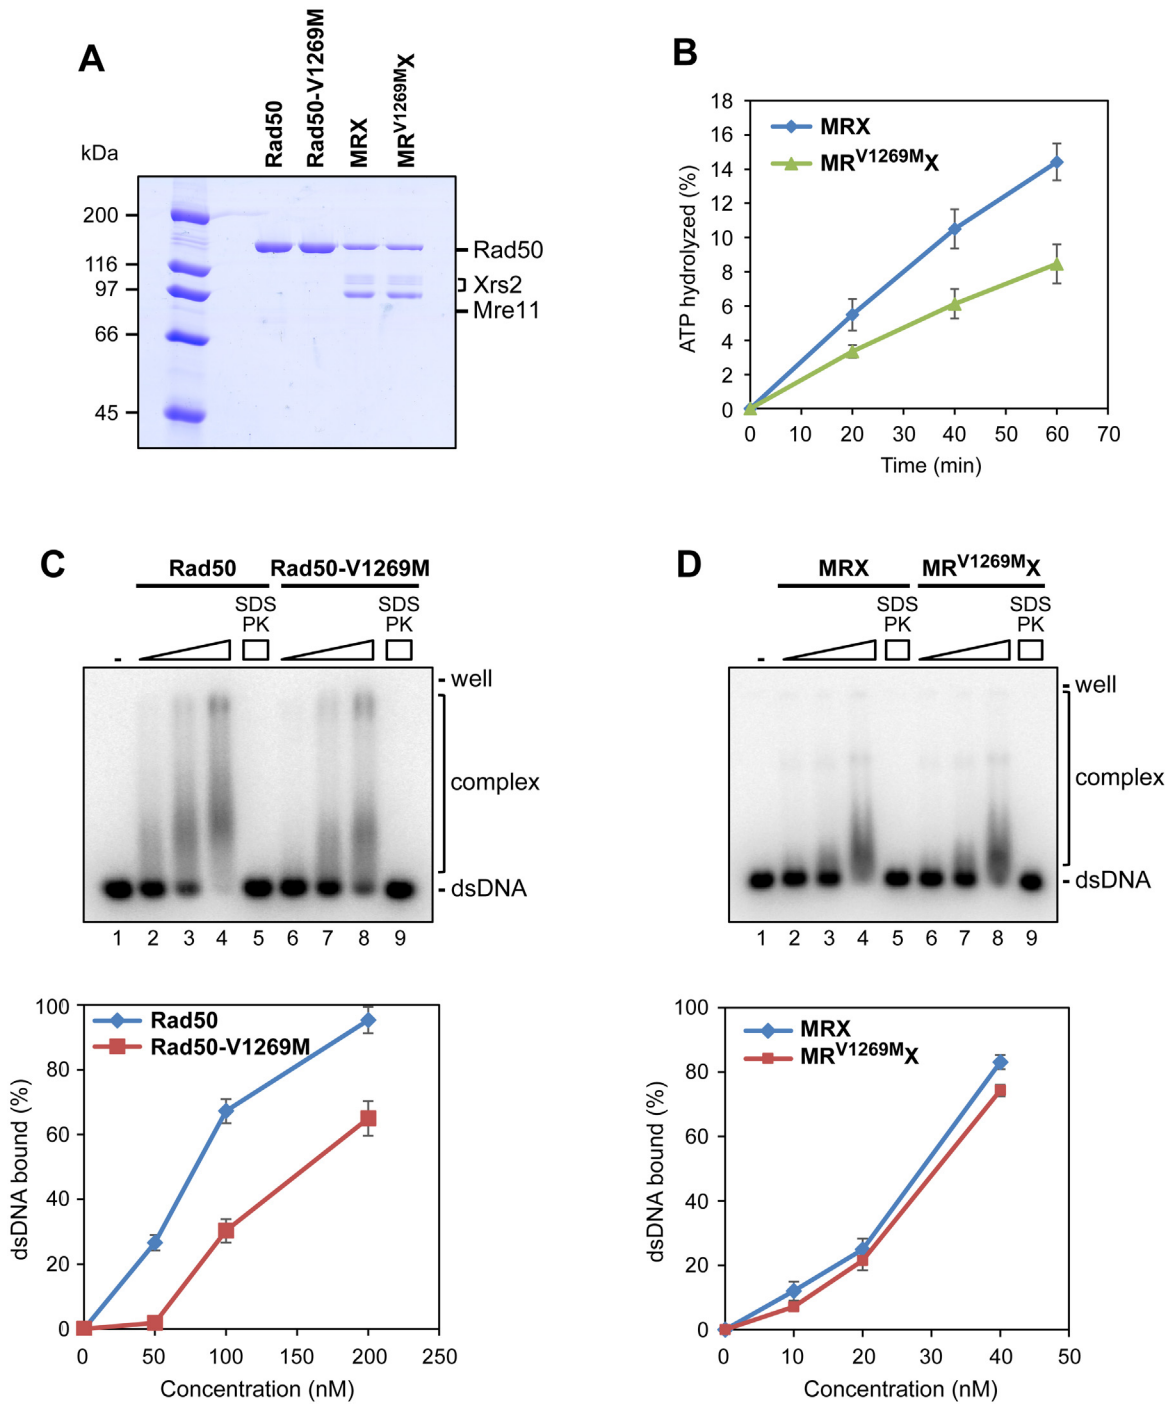 A
Rad50
Rad50-V1269M
MRX
MRV1269MX
kDa
200
116
97
66
45
Rad50
Xrs2
Mre11
B
18
16
14
12
10
8
6
4
2
0
ATP hydrolyzed (%)
MRX
MRV1269MX
0 10 20 30 40 50 60 70
Time (min)
C
Rad50 Rad50-V1269M
SDS SDS
PK PK
-
well
complex
dsDNA
1 2 3 4 5 6 7 8 9
100
80
60
40
20
0
dsDNA bound (%)
Rad50
Rad50-V1269M
0 50 100 150 200 250
Concentration (nM)
D
MRX MRV1269MX
SDS SDS
PK PK
-
well
complex
dsDNA
1 2 3 4 5 6 7 8 9
100
80
60
40
20
0
dsDNA bound (%)
MRX
MRV1269MX
0 10 20 30 40 50
Concentration (nM)